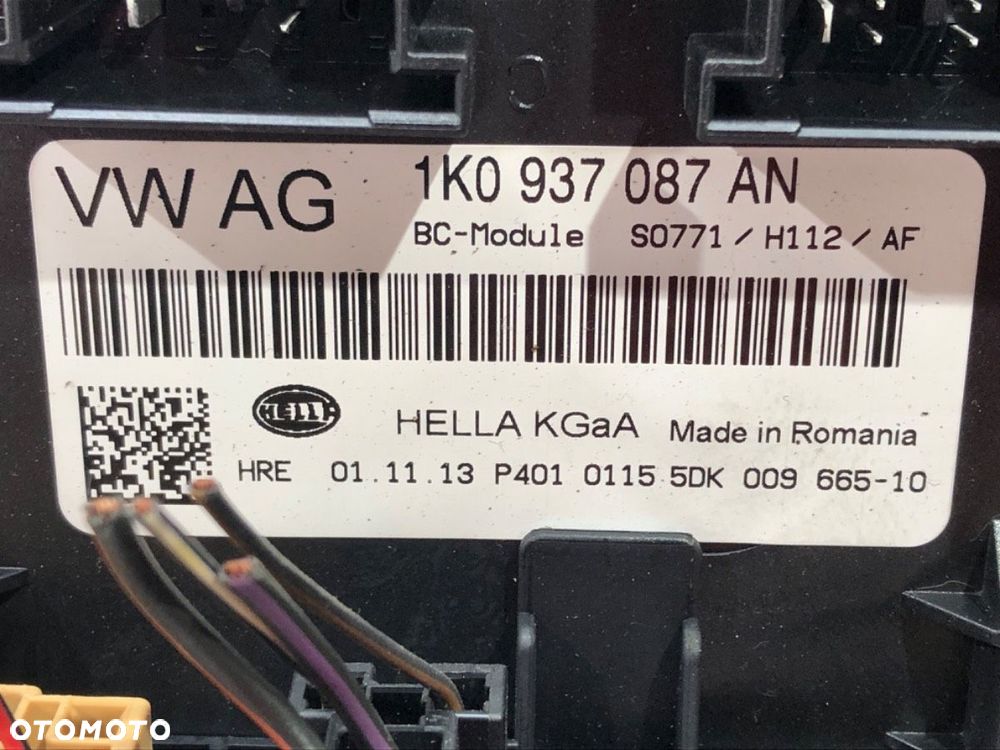 VW AG 1K0 937 087 AN
BC-Module S0771 / H112 / AF
HELLA
HELLA KGaA Made in Romania
HRE 01.11.13 P401 0115 5DK 009 665-10
OTOMOTO